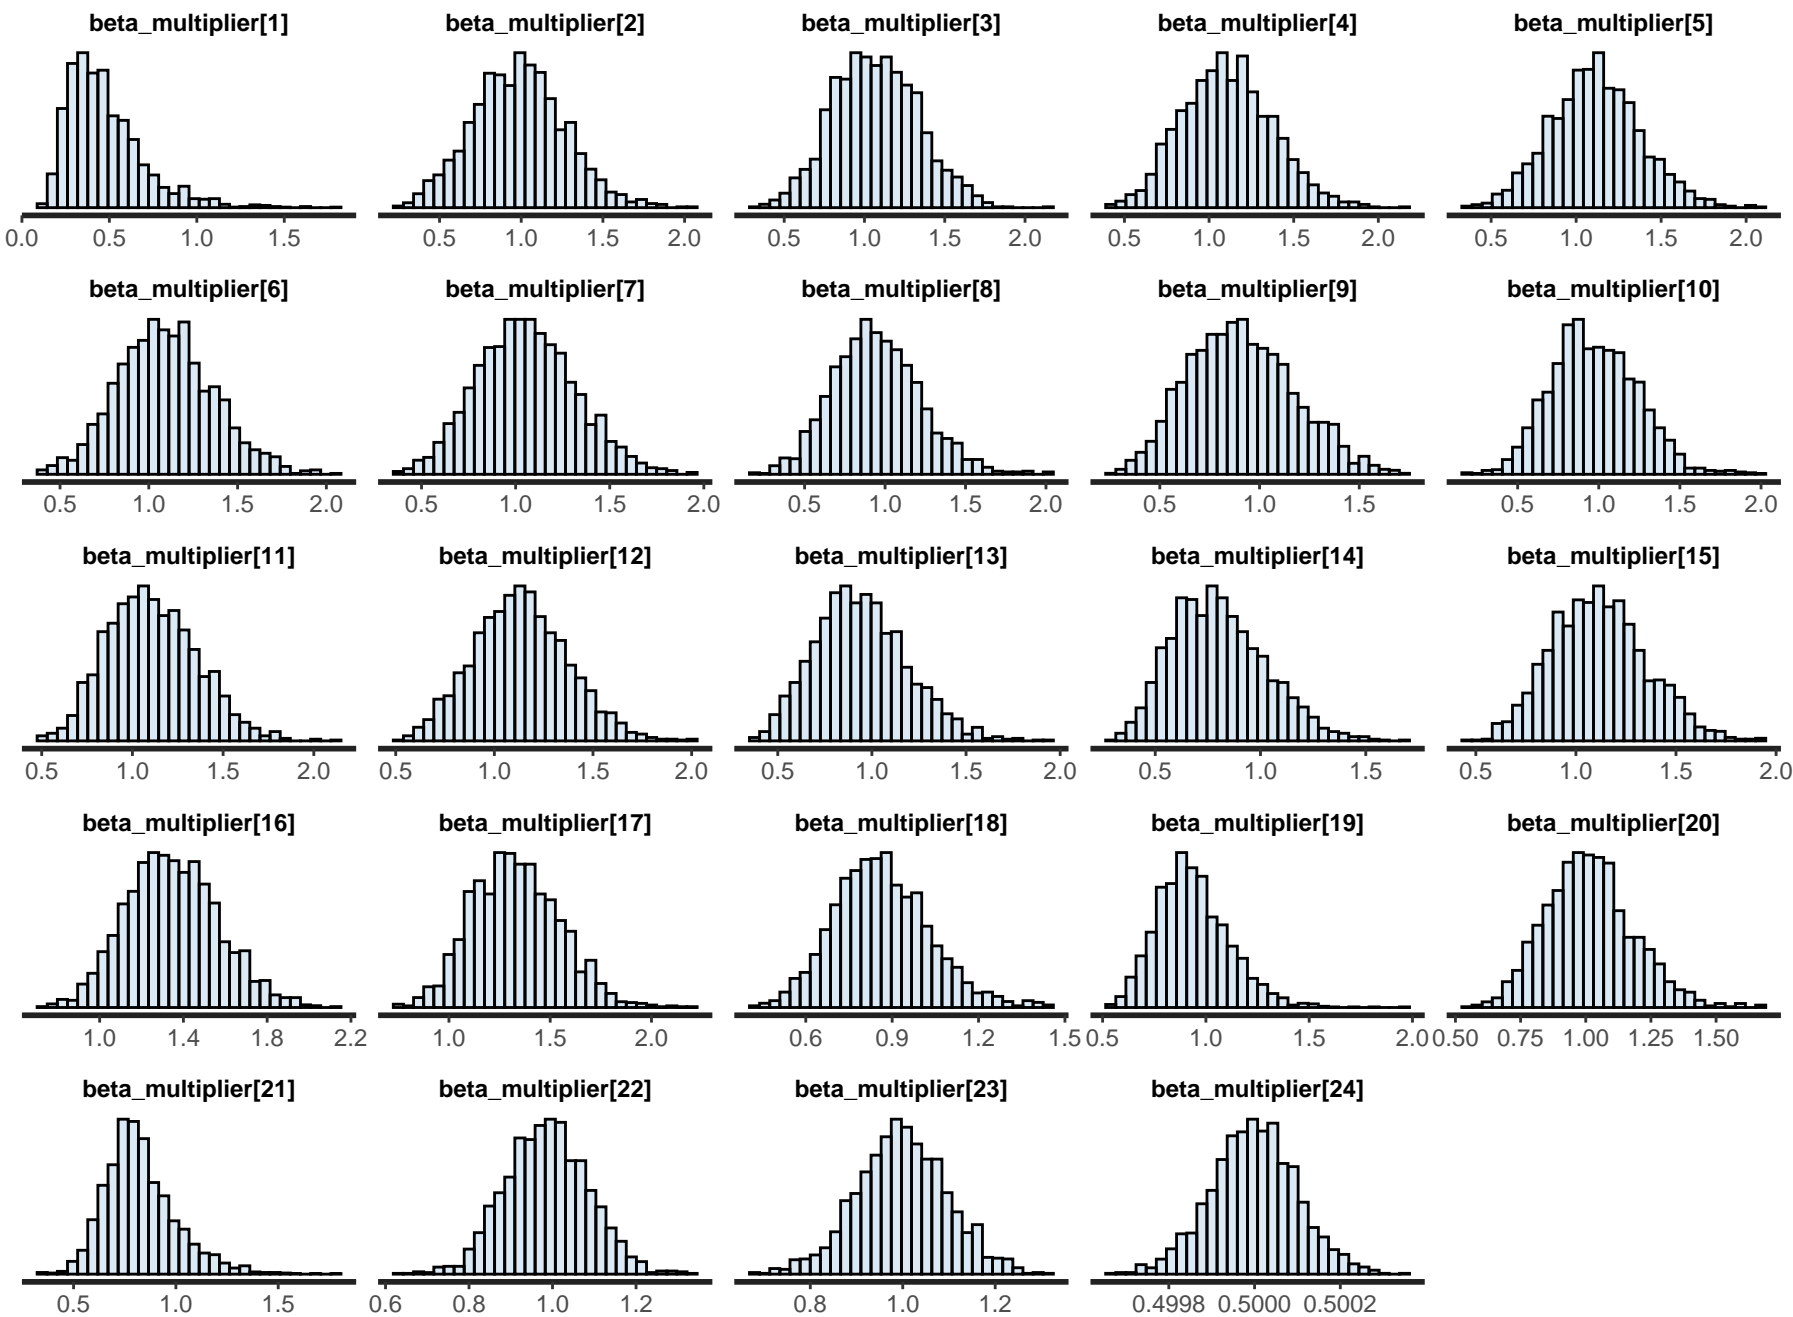 beta_multiplier[1] beta_multiplier[2] beta_multiplier[3] beta_multiplier[4] beta_multiplier[5]
0.0 0.5 1.0 1.5 0.5 1.0 1.5 2.0 0.5 1.0 1.5 2.0 0.5 1.0 1.5 2.0 0.5 1.0 1.5 2.0
beta_multiplier[6] beta_multiplier[7] beta_multiplier[8] beta_multiplier[9] beta_multiplier[10]
0.5 1.0 1.5 2.0 0.5 1.0 1.5 2.0 0.5 1.0 1.5 2.0 0.5 1.0 1.5 0.5 1.0 1.5 2.0
beta_multiplier[11] beta_multiplier[12] beta_multiplier[13] beta_multiplier[14] beta_multiplier[15]
0.5 1.0 1.5 2.0 0.5 1.0 1.5 2.0 0.5 1.0 1.5 2.0 0.5 1.0 1.5 0.5 1.0 1.5 2.0
beta_multiplier[16] beta_multiplier[17] beta_multiplier[18] beta_multiplier[19] beta_multiplier[20]
1.0 1.4 1.8 2.2 1.0 1.5 2.0 0.6 0.9 1.2 1.5 0.5 1.0 1.5 2.0 0.50 0.75 1.00 1.25 1.50
beta_multiplier[21] beta_multiplier[22] beta_multiplier[23] beta_multiplier[24]
0.5 1.0 1.5 0.6 0.8 1.0 1.2 0.8 1.0 1.2 0.4998 0.5000 0.5002